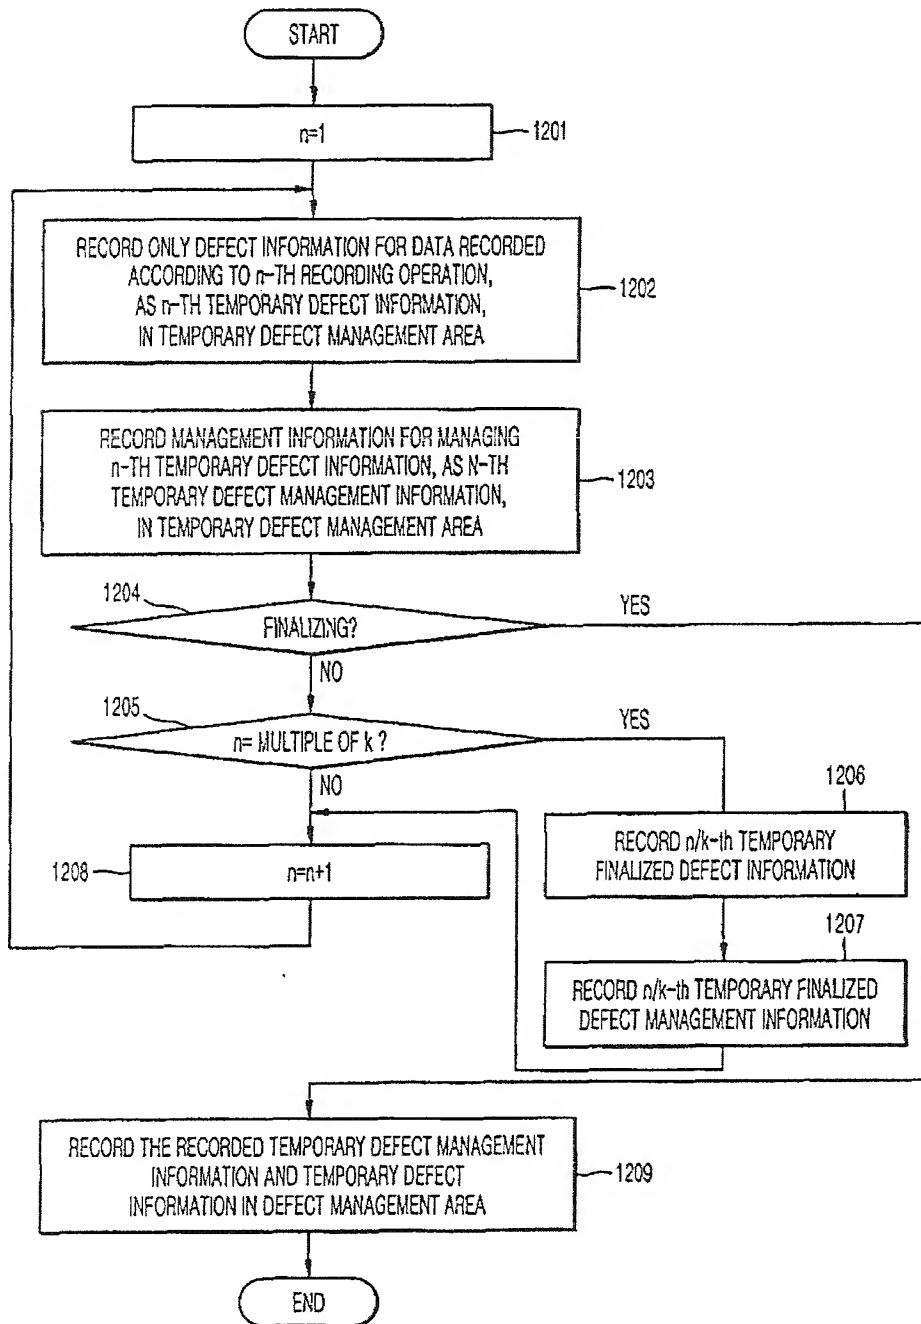 START
n=1
1201
RECORD ONLY DEFECT INFORMATION FOR DATA RECORDED
ACCORDING TO n-TH RECORDING OPERATION,
AS n-TH TEMPORARY DEFECT INFORMATION,
IN TEMPORARY DEFECT MANAGEMENT AREA
1202
RECORD MANAGEMENT INFORMATION FOR MANAGING
n-TH TEMPORARY DEFECT INFORMATION, AS N-TH
TEMPORARY DEFECT MANAGEMENT INFORMATION,
IN TEMPORARY DEFECT MANAGEMENT AREA
1203
1204
FINALIZING?
YES
NO
1205
n= MULTIPLE OF k ?
YES
NO
1206
RECORD n/k-th TEMPORARY
FINALIZED DEFECT INFORMATION
1208
n=n+1
1207
RECORD n/k-th TEMPORARY FINALIZED
DEFECT MANAGEMENT INFORMATION
RECORD THE RECORDED TEMPORARY DEFECT MANAGEMENT
INFORMATION AND TEMPORARY DEFECT
INFORMATION IN DEFECT MANAGEMENT AREA
1209
END